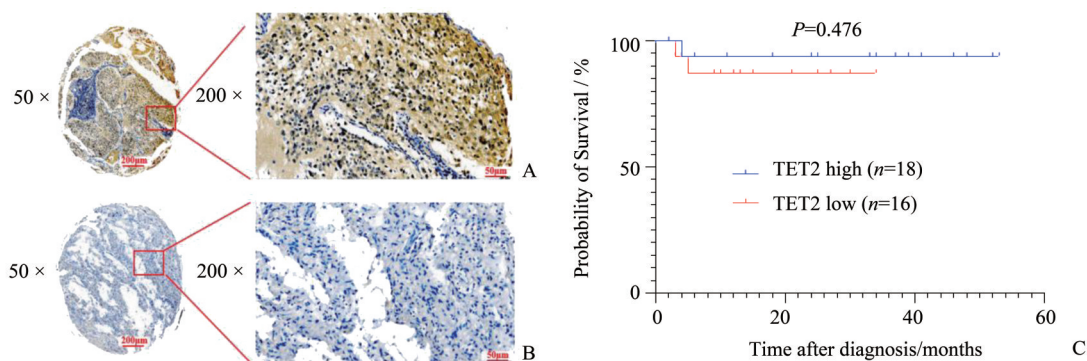 50 ×
200 ×
200μm
50μm
A
50 ×
200 ×
200μm
50μm
B
P=0.476
Probability of Survival / %
100
50
0
TET2 high (n=18)
TET2 low (n=16)
0
20
40
60
Time after diagnosis/months
C